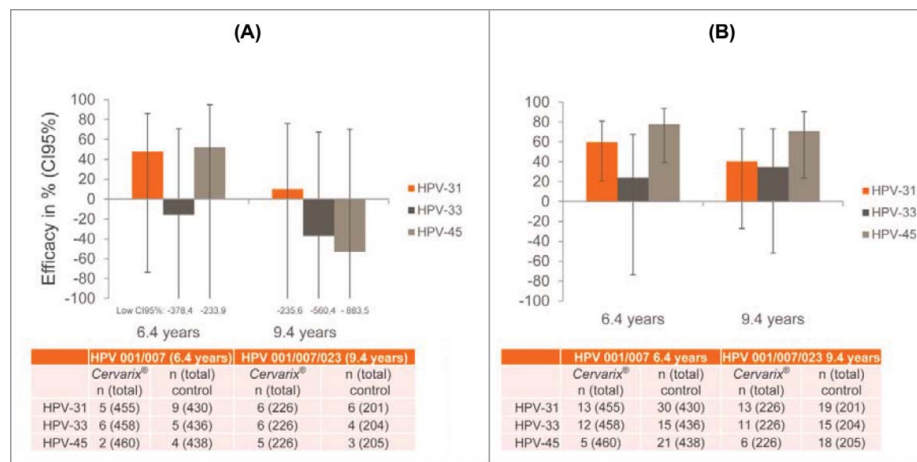 (A)
Efficacy in % (CI95%)
100
80
60
40
20
0
-20
-40
-60
-80
-100
Low CI95%: -378,4 -233,9 -235,6 -560,4 - 883,5
6.4 years 9.4 years
HPV-31
HPV-33
HPV-45
HPV 001/007 (6.4 years) HPV 001/007/023 (9.4 years)
Cervarix® n (total) Cervarix® n (total)
n (total) control n (total) control
HPV-31 5 (455) 9 (430) 6 (226) 6 (201)
HPV-33 6 (458) 5 (436) 6 (226) 4 (204)
HPV-45 2 (460) 4 (438) 5 (226) 3 (205)
(B)
100
80
60
40
20
0
-20
-40
-60
-80
-100
6.4 years 9.4 years
HPV-31
HPV-33
HPV-45
HPV 001/007 6.4 years HPV 001/007/023 9.4 years
Cervarix® n (total) Cervarix® n (total)
n (total) control n (total) control
HPV-31 13 (455) 30 (430) 13 (226) 19 (201)
HPV-33 12 (458) 15 (436) 11 (226) 15 (204)
HPV-45 5 (460) 21 (438) 6 (226) 18 (205)